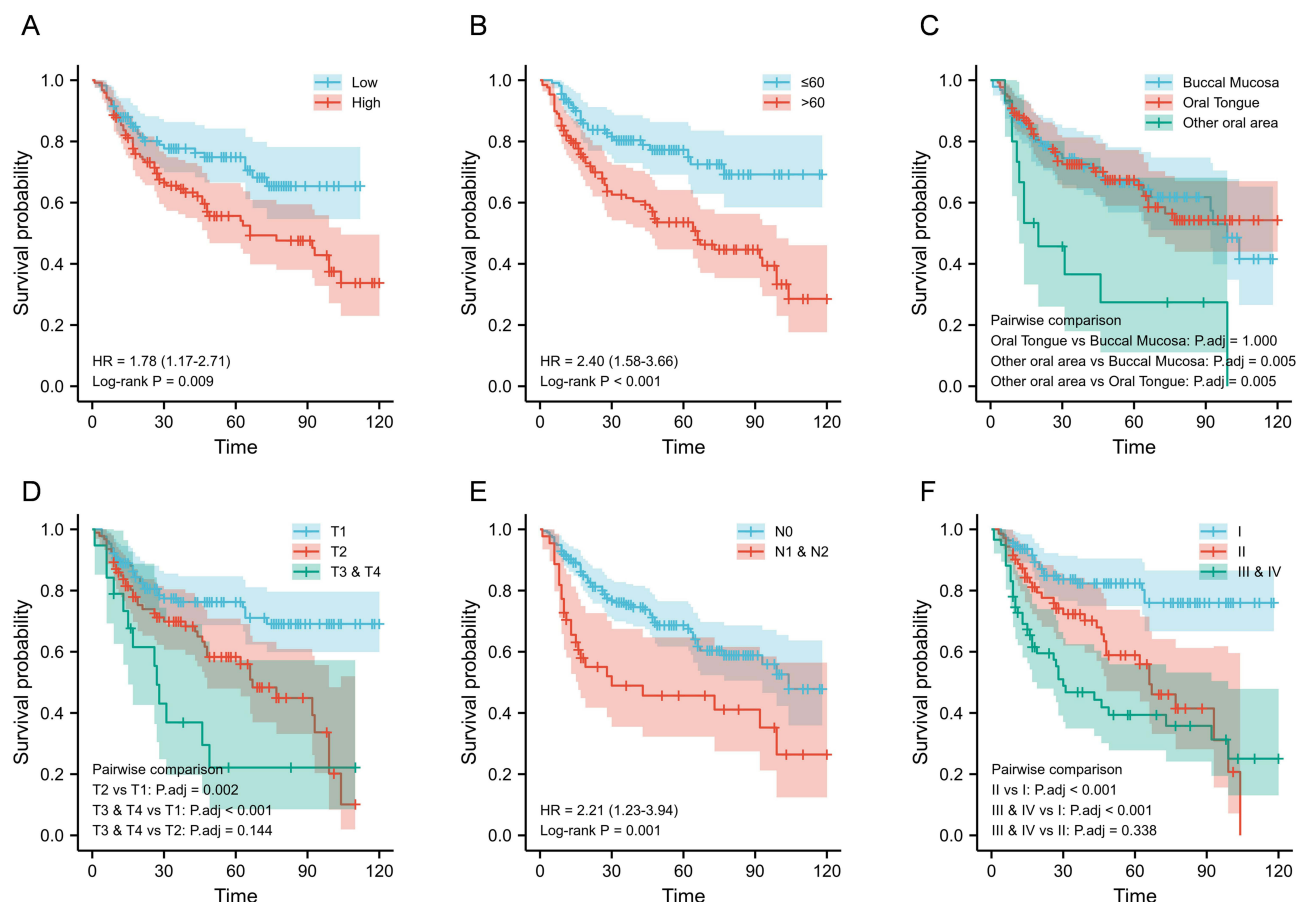 A
Survival probability
1.0
0.8
0.6
0.4
0.2
0.0
Low
High
HR = 1.78 (1.17-2.71)
Log-rank P = 0.009
0 30 60 90 120
Time
B
Survival probability
1.0
0.8
0.6
0.4
0.2
0.0
≤60
>60
HR = 2.40 (1.58-3.66)
Log-rank P < 0.001
0 30 60 90 120
Time
C
Survival probability
1.0
0.8
0.6
0.4
0.2
0.0
Buccal Mucosa
Oral Tongue
Other oral area
Pairwise comparison
Oral Tongue vs Buccal Mucosa: P.adj = 1.000
Other oral area vs Buccal Mucosa: P.adj = 0.005
Other oral area vs Oral Tongue: P.adj = 0.005
0 30 60 90 120
Time
D
Survival probability
1.0
0.8
0.6
0.4
0.2
0.0
T1
T2
T3 & T4
Pairwise comparison
T2 vs T1: P.adj = 0.002
T3 & T4 vs T1: P.adj < 0.001
T3 & T4 vs T2: P.adj = 0.144
0 30 60 90 120
Time
E
Survival probability
1.0
0.8
0.6
0.4
0.2
0.0
N0
N1 & N2
HR = 2.21 (1.23-3.94)
Log-rank P = 0.001
0 30 60 90 120
Time
F
Survival probability
1.0
0.8
0.6
0.4
0.2
0.0
I
II
III & IV
Pairwise comparison
II vs I: P.adj < 0.001
III & IV vs I: P.adj < 0.001
III & IV vs II: P.adj = 0.338
0 30 60 90 120
Time